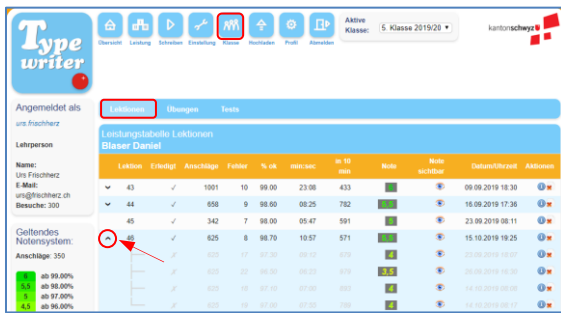 Type
writer
Übersicht Leistung Schreiben Einstellung Klasse Hochladen Profil Abmelden
Aktive
Klasse: 5. Klasse 2019/20
kantonschwyz
Angemeldet als
urs.frischherz
Lehrperson
Name:
Urs Frischherz
E-Mail:
urs@frischherz.ch
Besuche: 300
Geltendes
Notensystem:
Anschläge: 350
6 ab 99.00%
5,5 ab 98.00%
5 ab 97.00%
4,5 ab 96.00%
Lektionen Übungen Tests
Leistungstabelle Lektionen
Blaser Daniel
Lektion Erledigt Anschläge Fehler % ok min:sec in 10 min Note Note sichtbar Datum/Uhrzeit Aktionen
43 ✓ 1001 10 99.00 23:08 433 09.09.2019 18:30
44 ✓ 658 9 98.60 08:25 782 5,5 16.09.2019 17:36
45 ✓ 342 7 98.00 05:47 591 5 23.09.2019 08:11
46 ✓ 625 8 98.70 10:57 571 5,5 15.10.2019 19:25
4
3,5
4
4